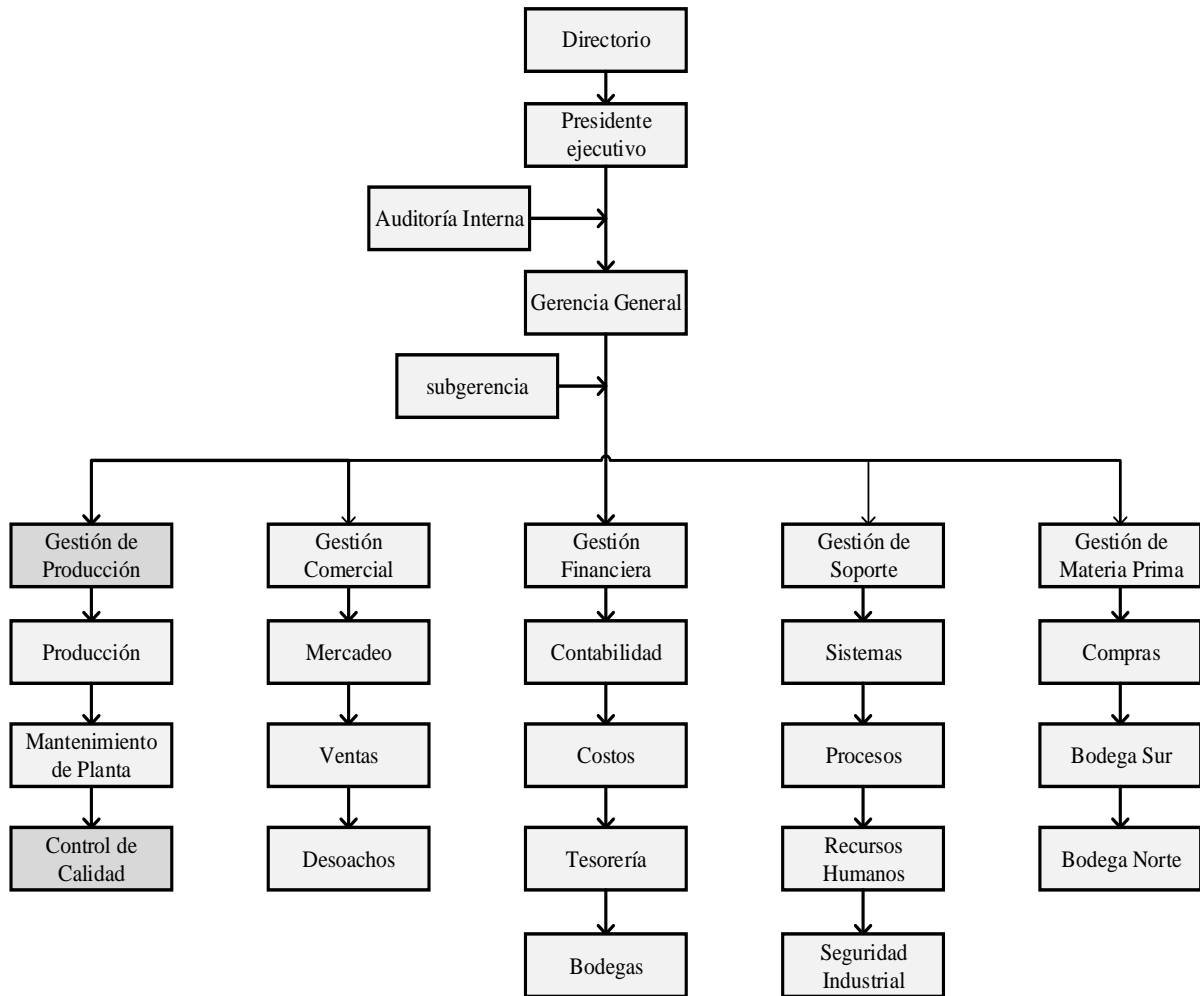 Directorio
Presidente
ejecutivo
Auditoría Interna
Gerencia General
subgerencia
Gestión de
Producción
Gestión
Comercial
Gestión
Financiera
Gestión de
Soporte
Gestión de
Materia Prima
Producción
Mercadeo
Contabilidad
Sistemas
Compras
Mantenimiento
de Planta
Ventas
Costos
Procesos
Bodega Sur
Control de
Calidad
Desoachos
Tesorería
Recursos
Humanos
Bodega Norte
Bodegas
Seguridad
Industrial